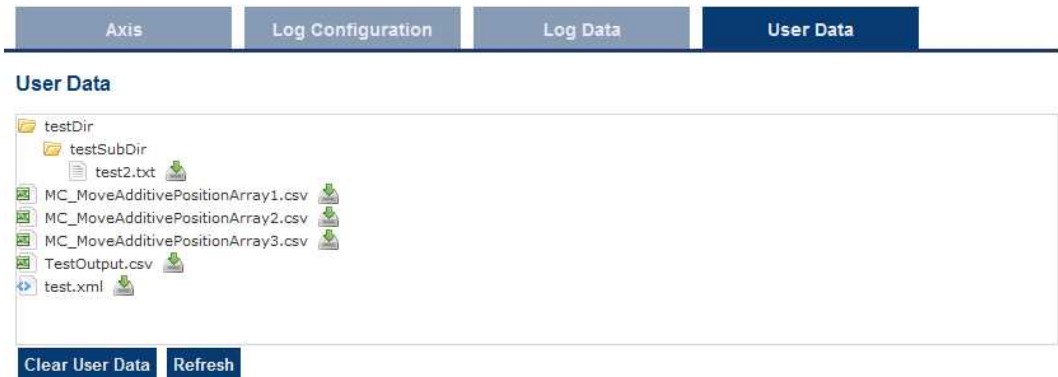 Axis Log Configuration Log Data User Data
User Data
testDir
testSubDir
test2.txt
MC_MoveAdditivePositionArray1.csv
MC_MoveAdditivePositionArray2.csv
MC_MoveAdditivePositionArray3.csv
TestOutput.csv
test.xml
Clear User Data Refresh